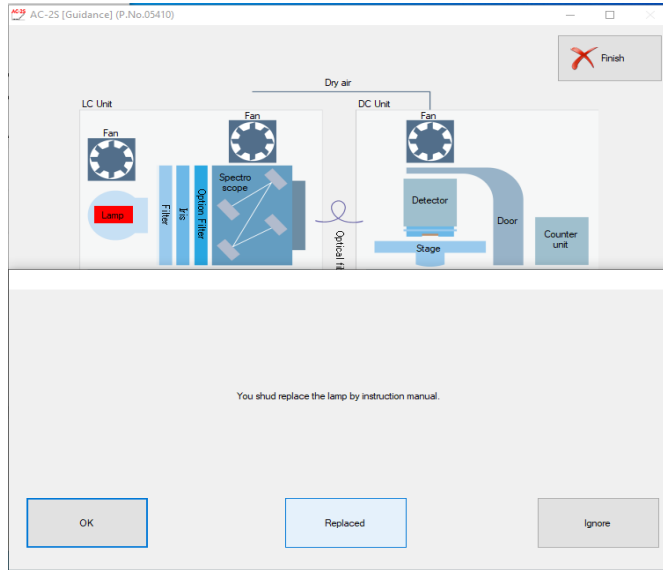 AC-2S [Guidance] (P.No.05410)
Finish
Dry air
LC Unit
DC Unit
Fan
Fan
Fan
Lamp
Filter
Iris
Option Filter
Spectro
scope
Optical fi
Detector
Stage
Door
Counter
unit
You shud replace the lamp by instruction manual.
OK
Replaced
Ignore